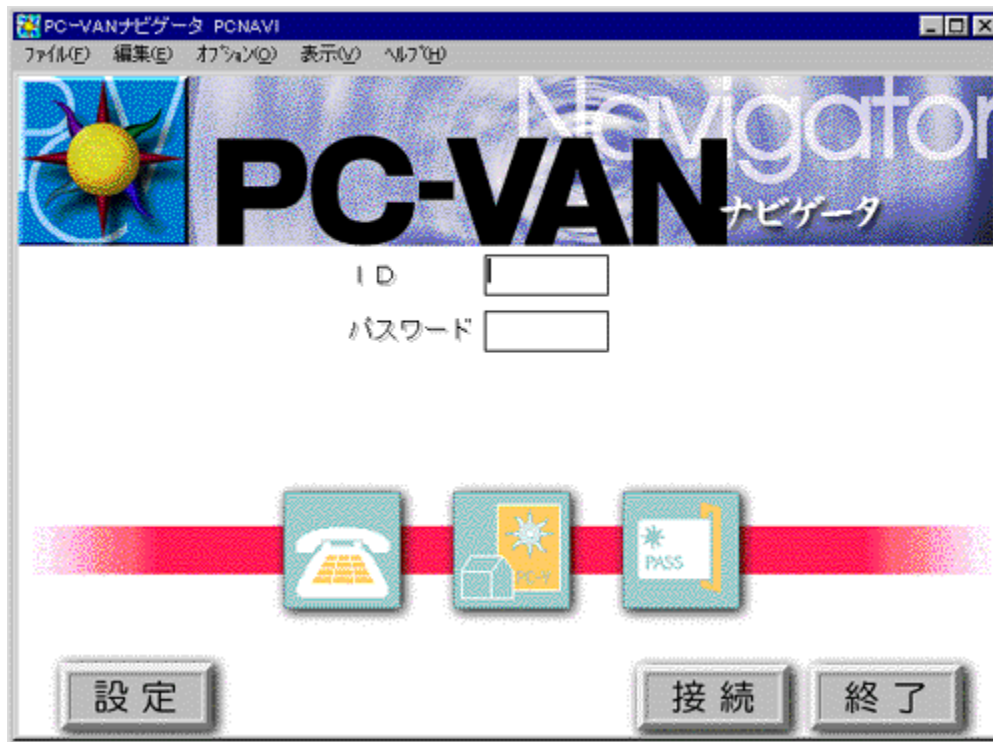 PC-VANナビゲータ PCNAVI
ファイル(F) 編集(E) オプション(O) 表示(V) ヘルプ(H)
PCV
Navigator
PC-VAN
ナビゲータ
ID
パスワード
PASS
設定 接続 終了